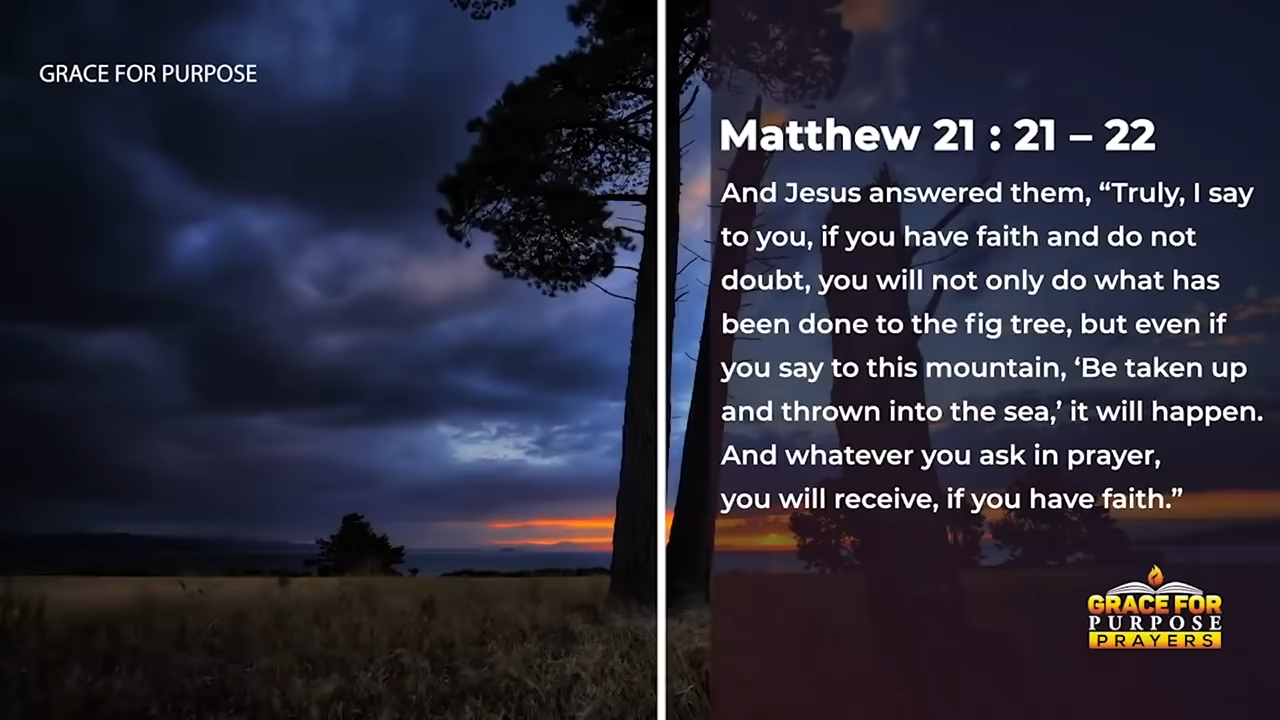 GRACE FOR PURPOSE
Matthew 21 : 21 – 22
And Jesus answered them, “Truly, I say
to you, if you have faith and do not
doubt, you will not only do what has
been done to the fig tree, but even if
you say to this mountain, ‘Be taken up
and thrown into the sea,’ it will happen.
And whatever you ask in prayer,
you will receive, if you have faith.”
GRACE FOR
PURPOSE
PRAYERS